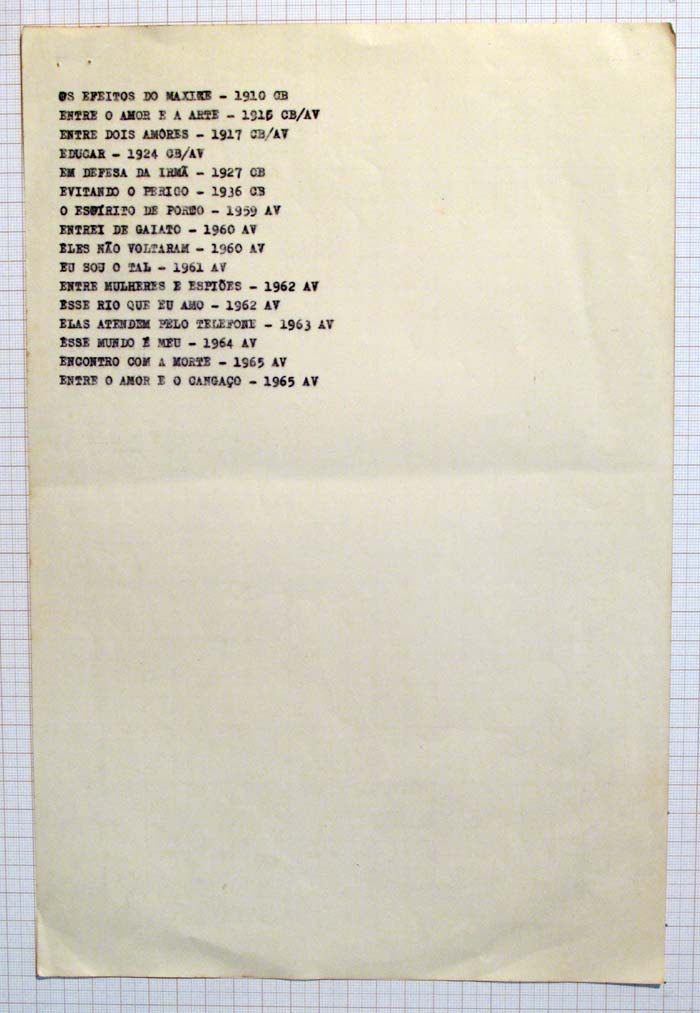 OS EFEITOS DO MAXIXE - 1910 CB
ENTRE O AMOR E A ARTE - 1916 CB/AV
ENTRE DOIS AMÔRES - 1917 CB/AV
EDUCAR - 1924 CB/AV
EM DEFESA DA IRMÃ - 1927 CB
EVITANDO O PERIGO - 1936 CB
O ESPÍRITO DE PORCO - 1959 AV
ENTREI DE GAIATO - 1960 AV
ÊLES NÃO VOLTARAM - 1960 AV
EU SOU O TAL - 1961 AV
ENTRE MULHERES E ESPIÕES - 1962 AV
ÊSSE RIO QUE EU AMO - 1962 AV
ELAS ATENDEM PELO TELEFONE - 1963 AV
ÊSSE MUNDO É MEU - 1964 AV
ENCONTRO COM A MORTE - 1965 AV
ENTRE O AMOR E O CANGAÇO - 1965 AV